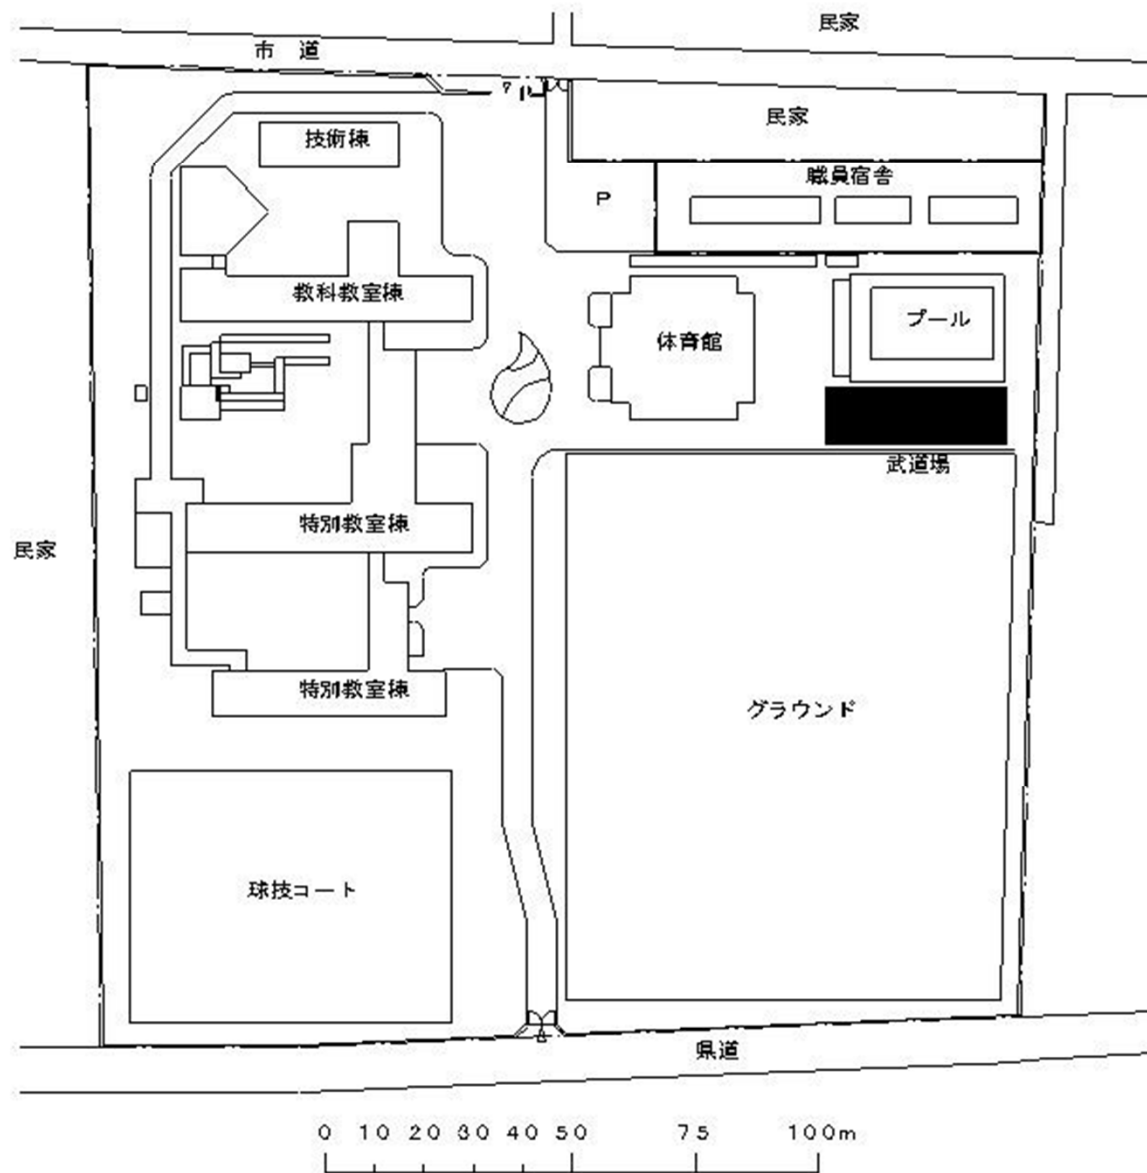 民家
市 道
民家
技術棟
職員宿舎
P
教科教室棟
プール
体育館
武道場
特別教室棟
民家
特別教室棟
グラウンド
球技コート
県道
0 10 20 30 40 50 75 100m